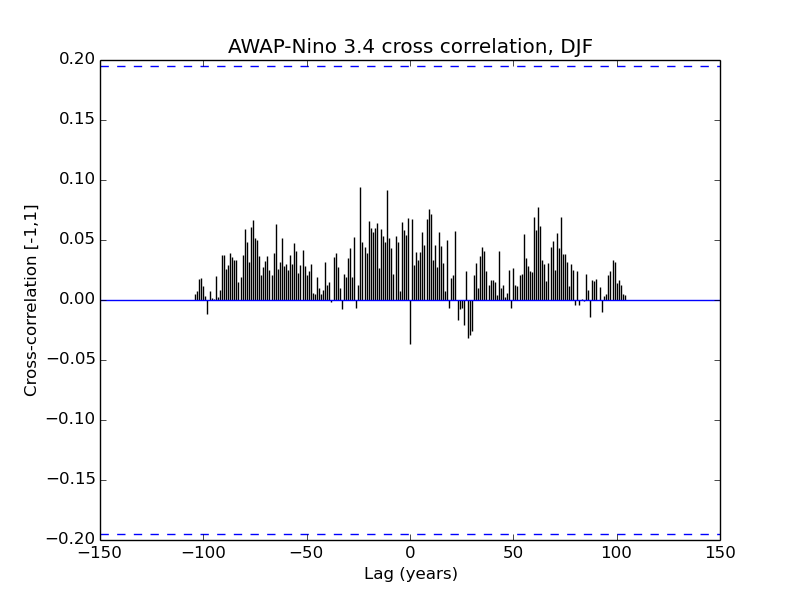 AWAP-Nino 3.4 cross correlation, DJF
0.20
0.15
0.10
0.05
0.00
−0.05
−0.10
−0.15
−0.20
Cross-correlation [-1,1]
−150 −100 −50 0 50 100 150
Lag (years)